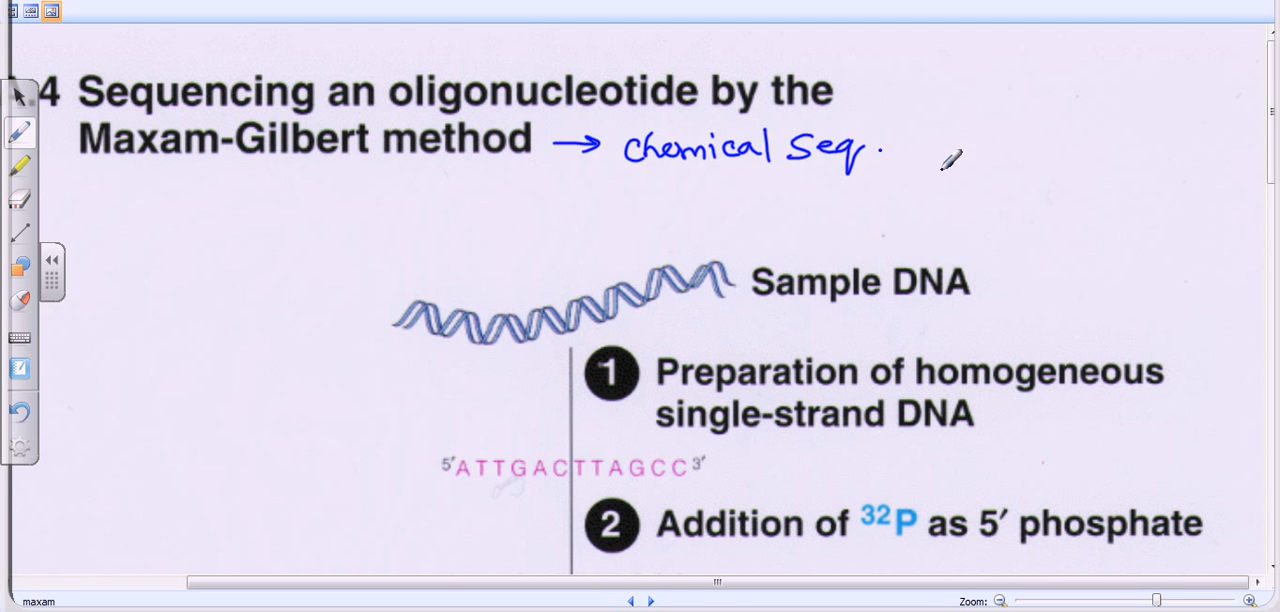 .4 Sequencing an oligonucleotide by the
Maxam-Gilbert method → chemical seq.
Sample DNA
1 Preparation of homogeneous
single-strand DNA
5′ATTGACTTAGCC3′
2 Addition of 32P as 5′ phosphate
maxam
Zoom: